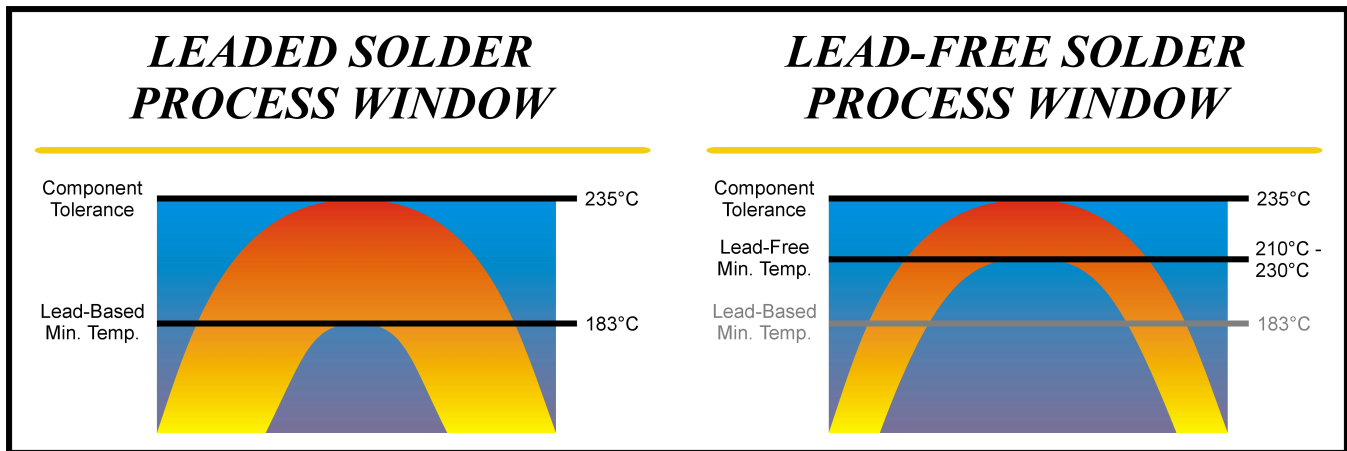 LEADED SOLDER
PROCESS WINDOW
Component
Tolerance
235°C
Lead-Based
Min. Temp.
183°C
LEAD-FREE SOLDER
PROCESS WINDOW
Component
Tolerance
235°C
Lead-Free
Min. Temp.
210°C -
230°C
Lead-Based
Min. Temp.
183°C